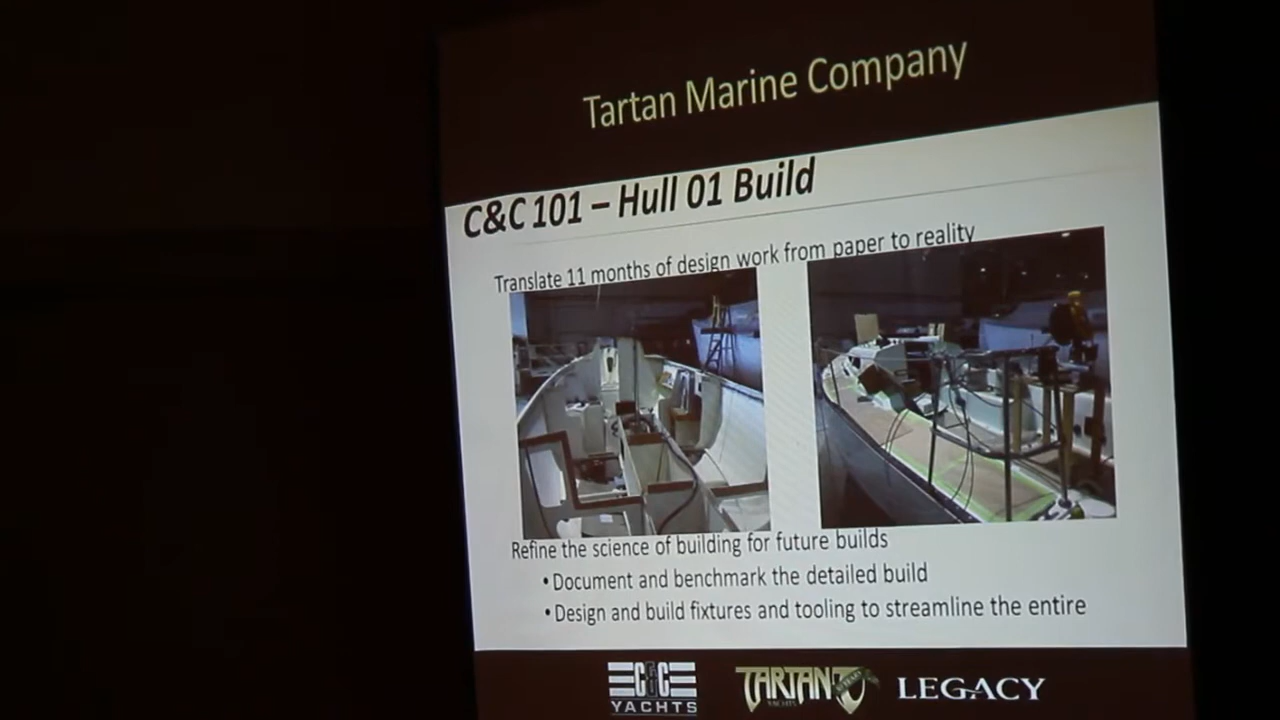 Tartan Marine Company
C&C 101 – Hull 01 Build
Translate 11 months of design work from paper to reality
Refine the science of building for future builds
• Document and benchmark the detailed build
• Design and build fixtures and tooling to streamline the entire
C&C
YACHTS
TARTAN
YACHTS
LEGACY